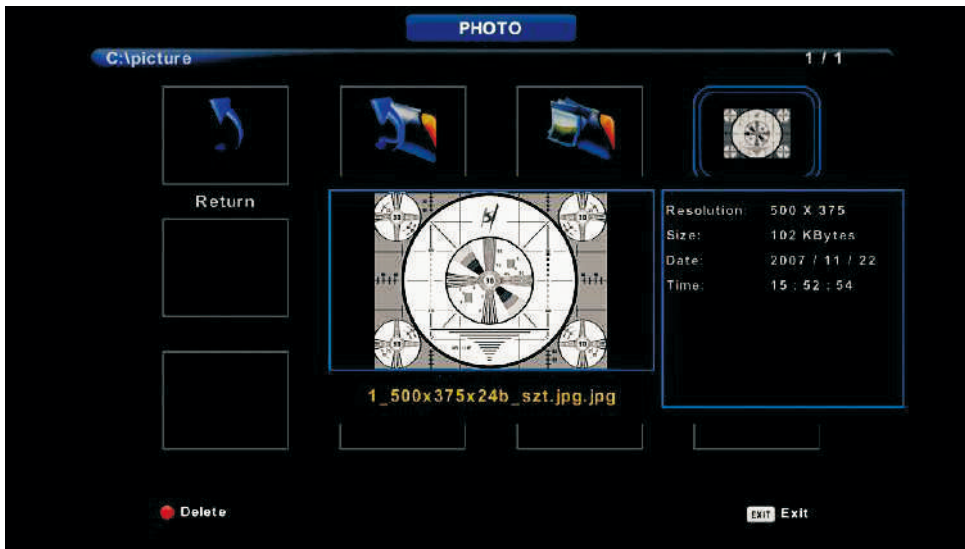 PHOTO
C:\picture
1 / 1
Return
Resolution: 500 X 375
Size: 102 KBytes
Date: 2007 / 11 / 22
Time: 15 : 52 : 54
1_500x375x24b_szt.jpg.jpg
Delete
EXIT Exit